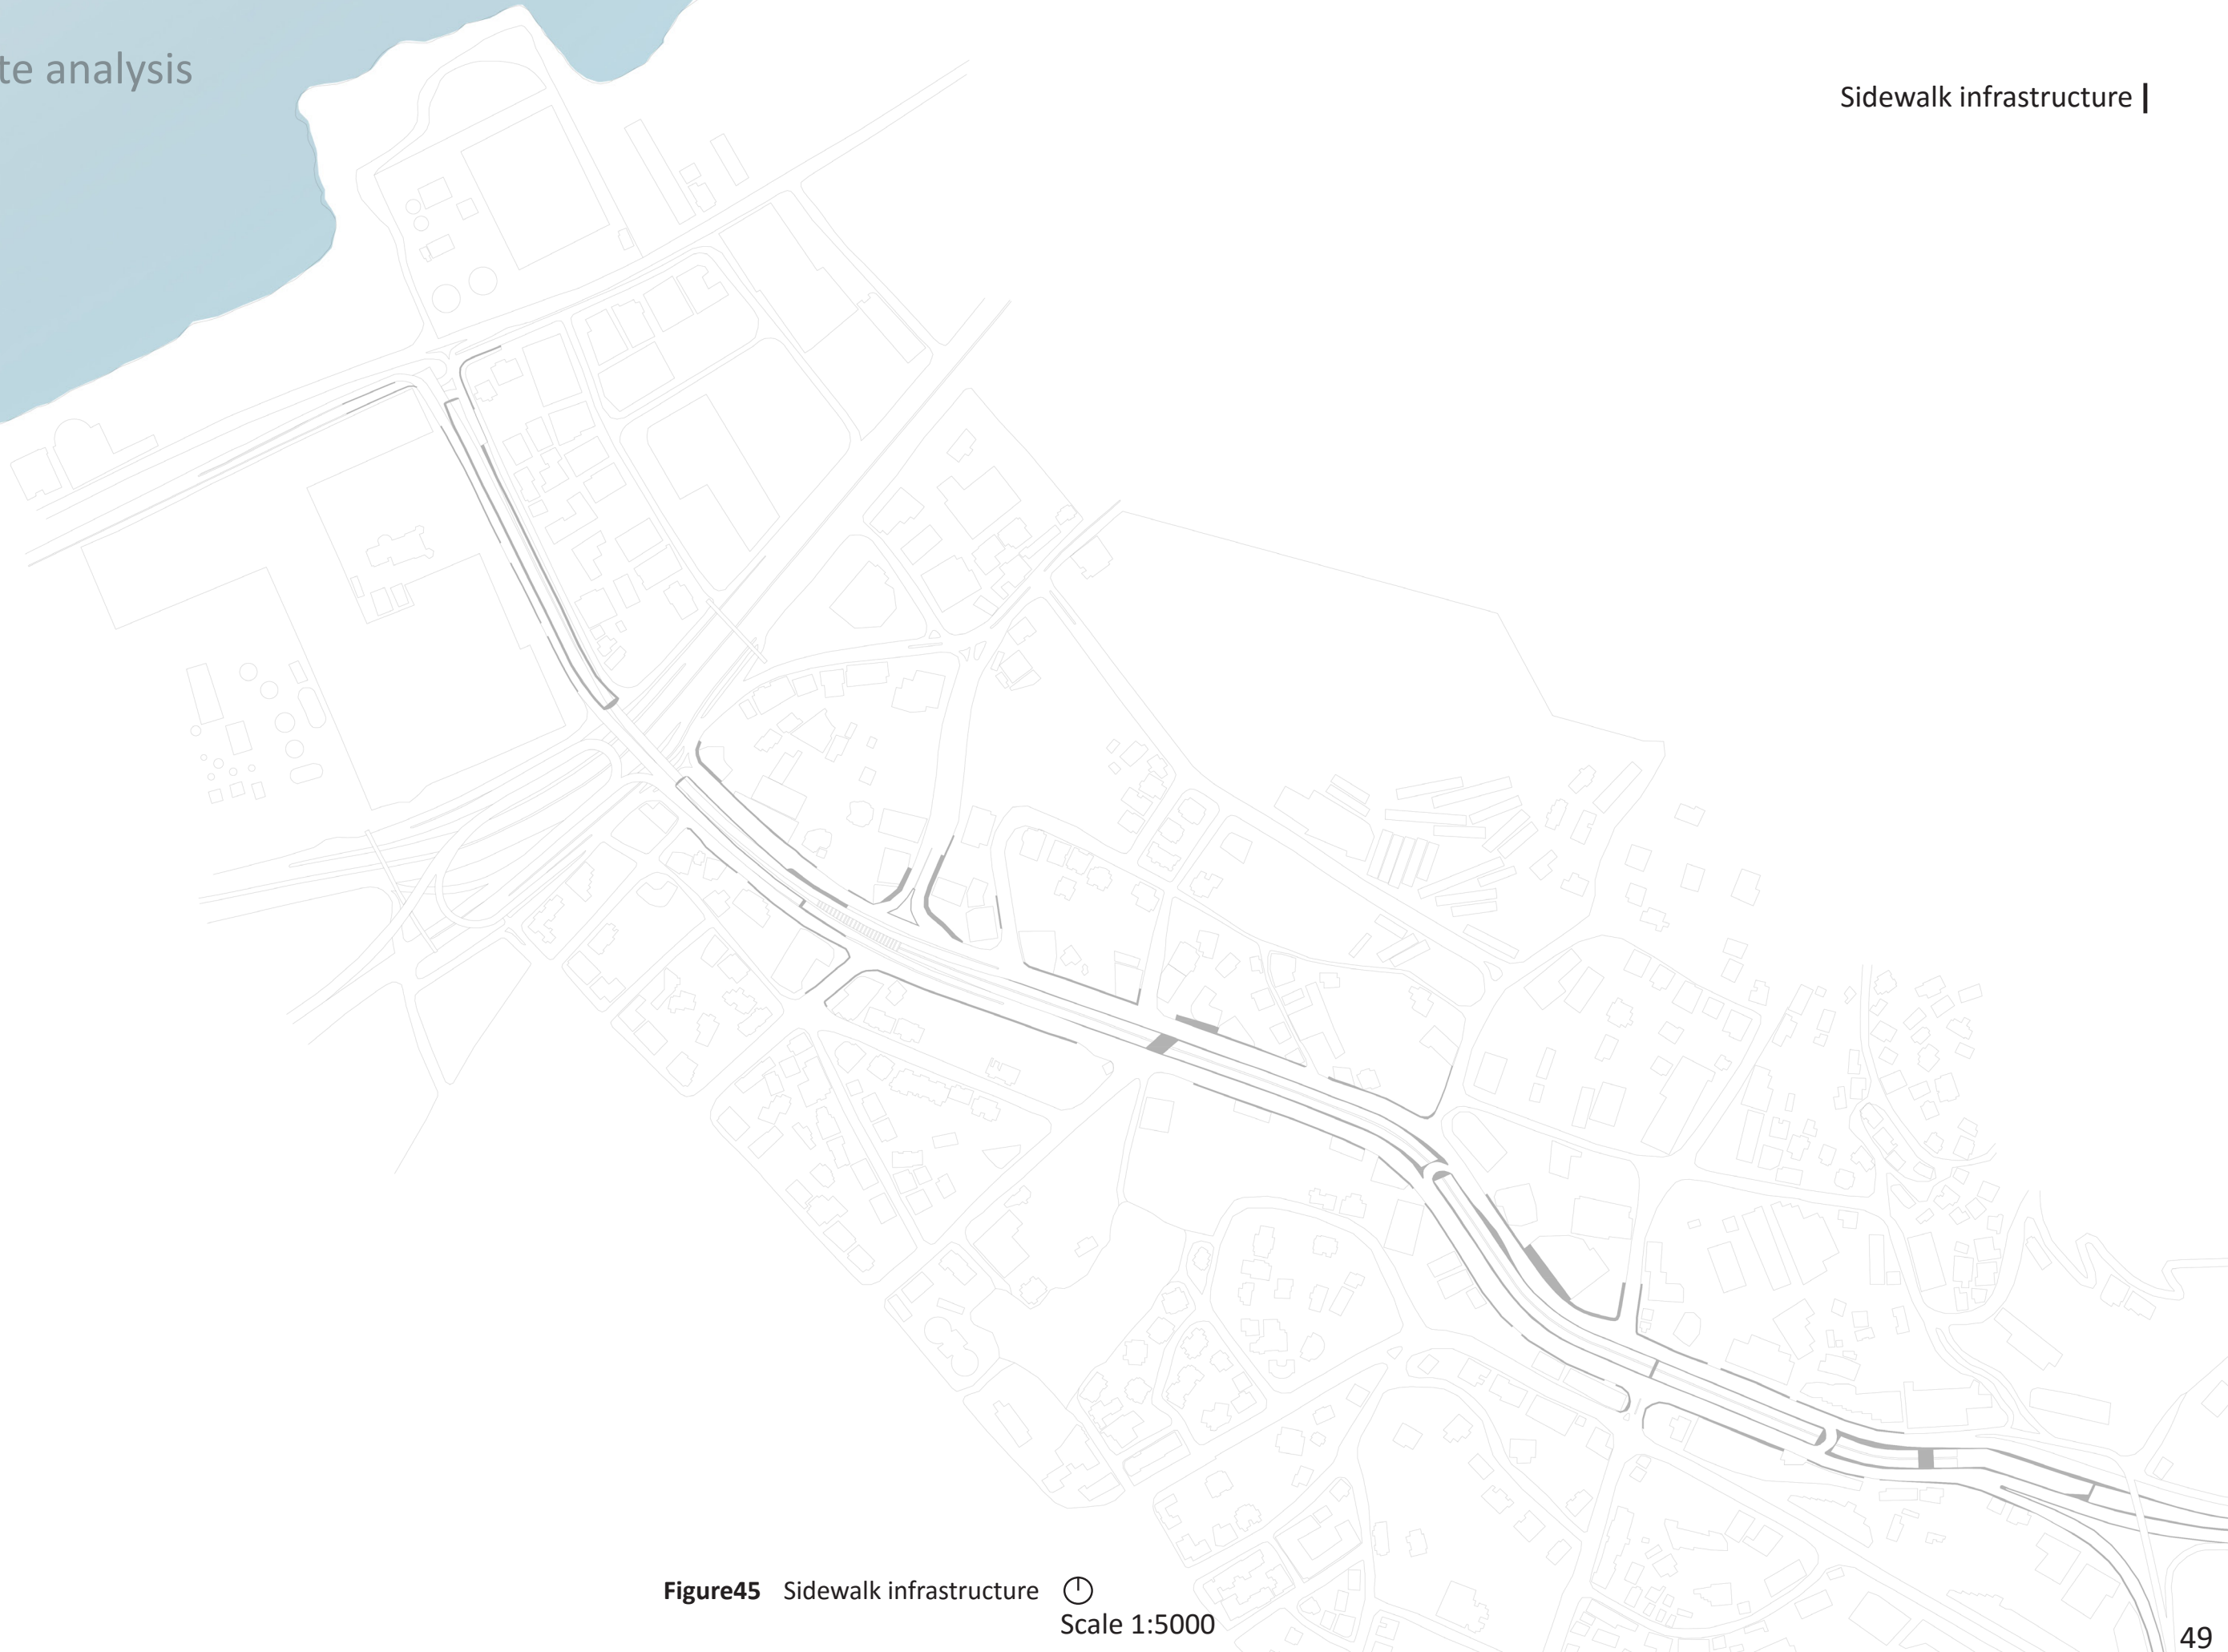 te analysis
Sidewalk infrastructure
Figure45 Sidewalk infrastructure
Scale 1:5000
49